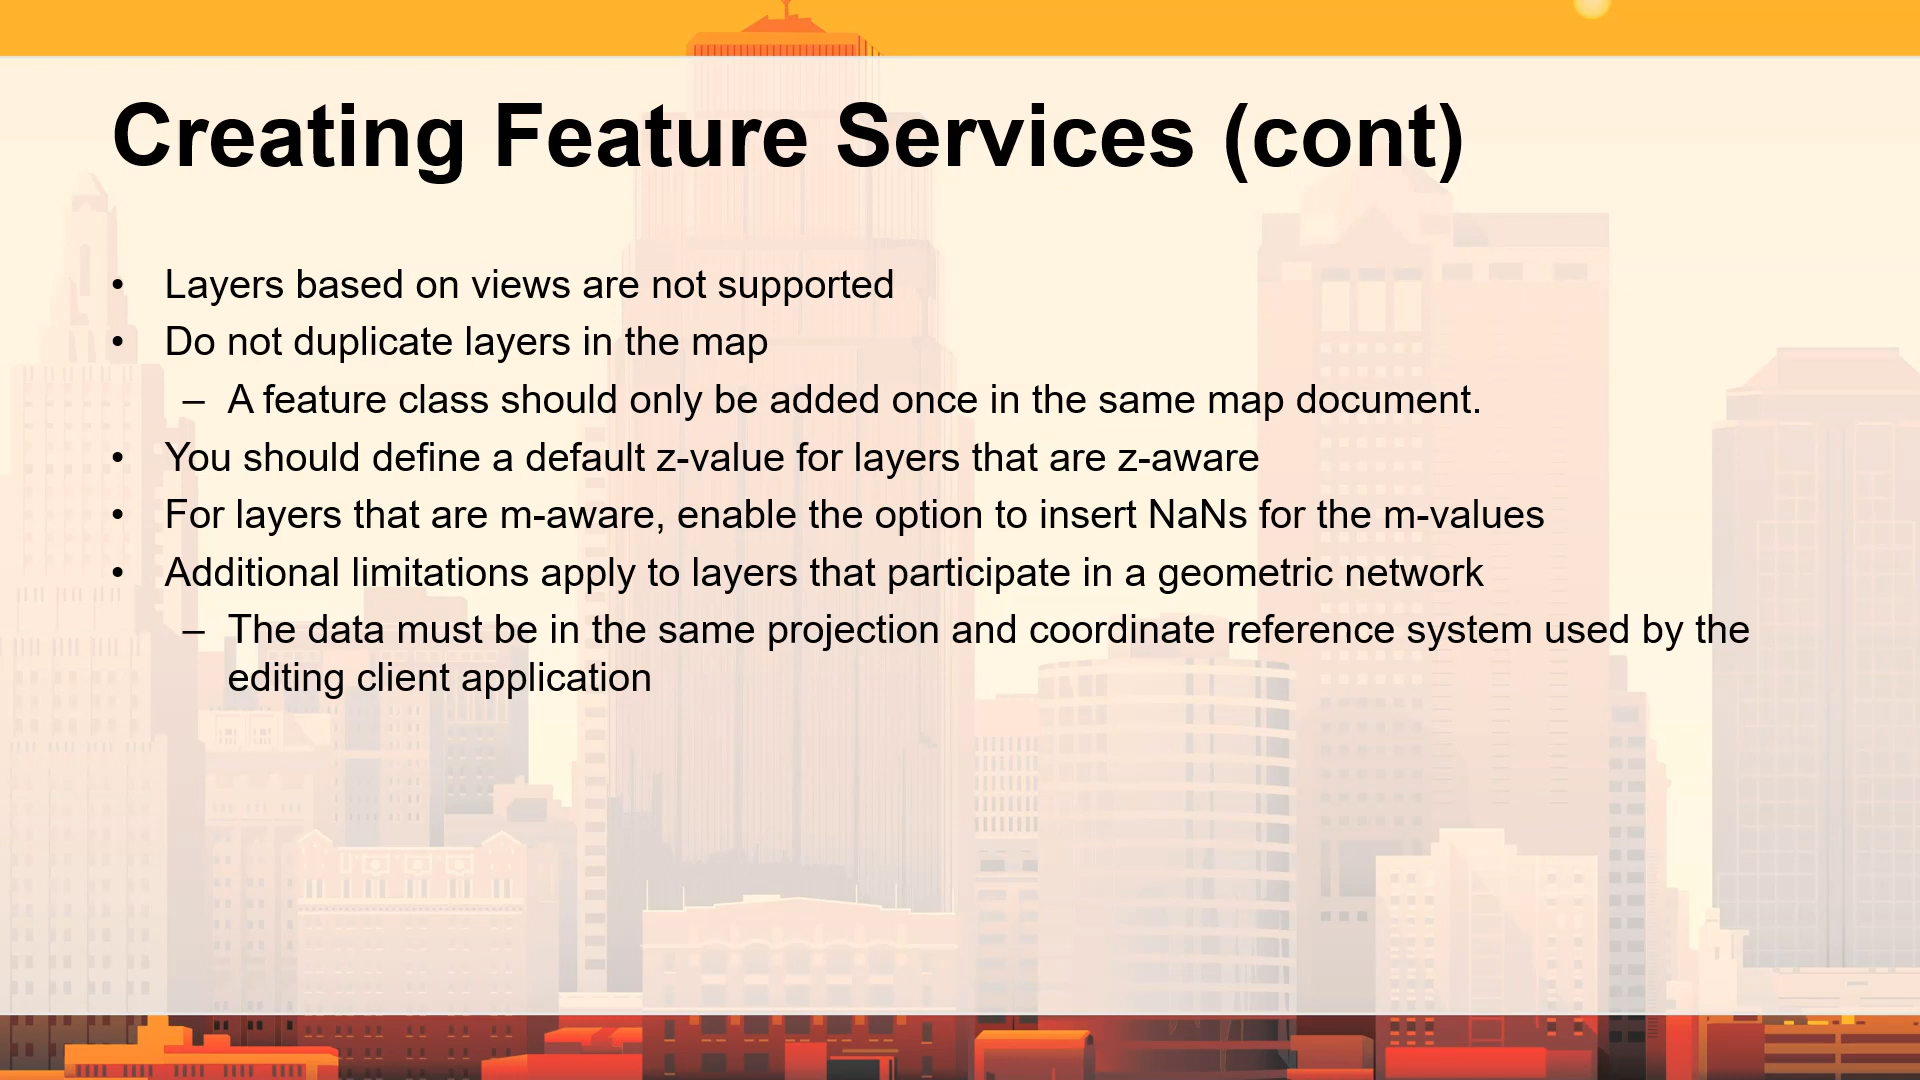 Creating Feature Services (cont)
• Layers based on views are not supported
• Do not duplicate layers in the map
– A feature class should only be added once in the same map document.
• You should define a default z-value for layers that are z-aware
• For layers that are m-aware, enable the option to insert NaNs for the m-values
• Additional limitations apply to layers that participate in a geometric network
– The data must be in the same projection and coordinate reference system used by the
editing client application